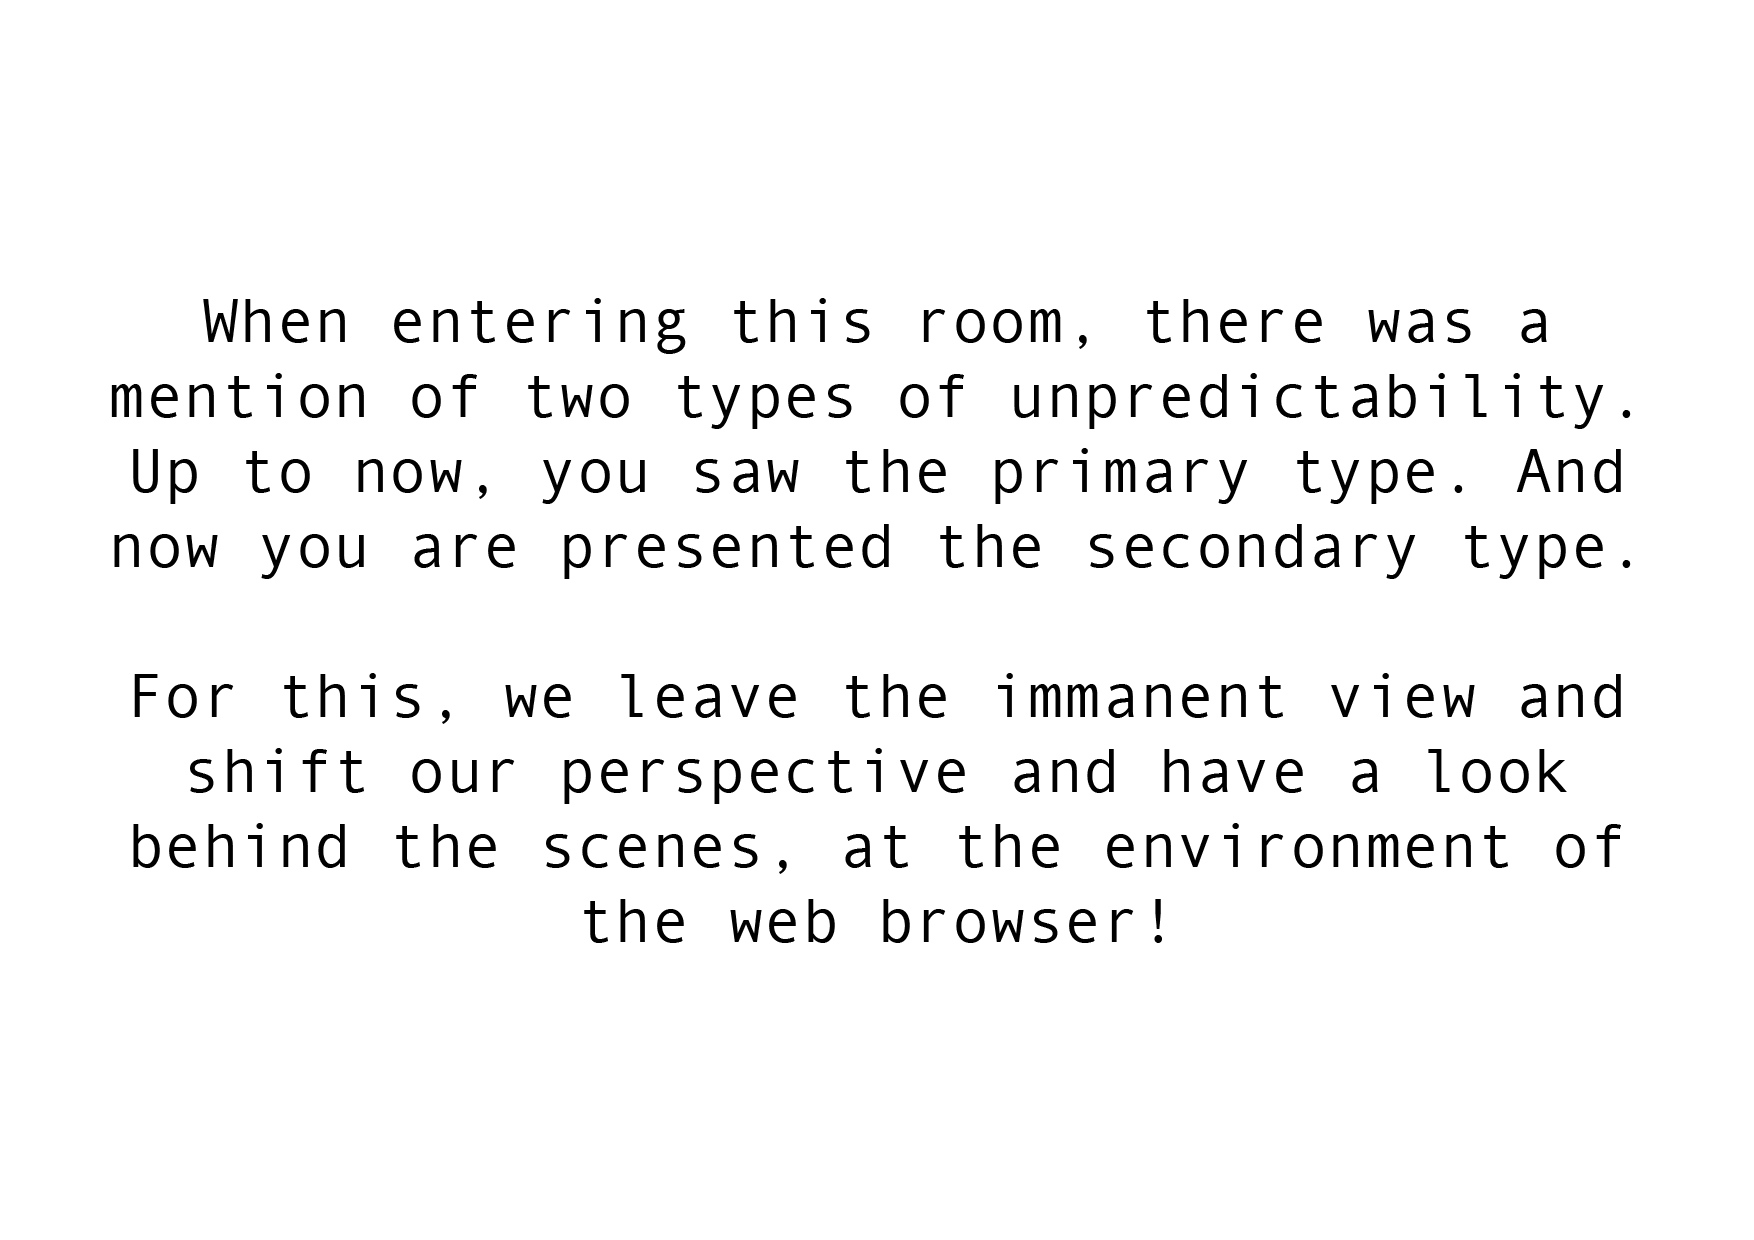 When entering this room, there was a
mention of two types of unpredictability.
Up to now, you saw the primary type. And
now you are presented the secondary type.
For this, we leave the immanent view and
shift our perspective and have a look
behind the scenes, at the environment of
the web browser!